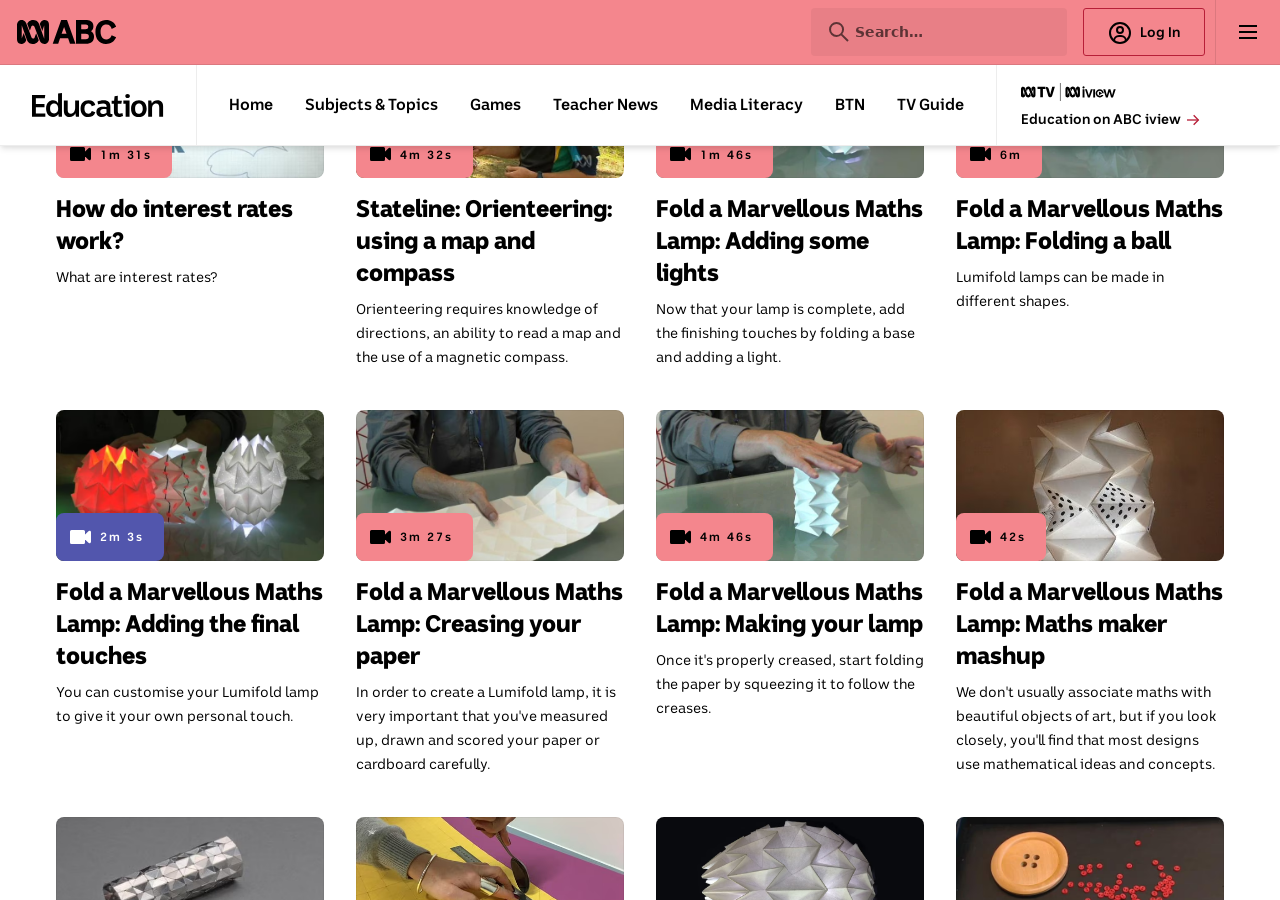 ABC
Search...
Log In
Education
Home
Subjects & Topics
Games
Teacher News
Media Literacy
BTN
TV Guide
TV iview
Education on ABC iview
1m 31s
4m 32s
1m 46s
6m
How do interest rates
work?
What are interest rates?
Stateline: Orienteering:
using a map and
compass
Orienteering requires knowledge of
directions, an ability to read a map and
the use of a magnetic compass.
Fold a Marvellous Maths
Lamp: Adding some
lights
Now that your lamp is complete, add
the finishing touches by folding a base
and adding a light.
Fold a Marvellous Maths
Lamp: Folding a ball
Lumifold lamps can be made in
different shapes.
2m 3s
Fold a Marvellous Maths
Lamp: Adding the final
touches
You can customise your Lumifold lamp
to give it your own personal touch.
3m 27s
Fold a Marvellous Maths
Lamp: Creasing your
paper
In order to create a Lumifold lamp, it is
very important that you've measured
up, drawn and scored your paper or
cardboard carefully.
4m 46s
Fold a Marvellous Maths
Lamp: Making your lamp
Once it's properly creased, start folding
the paper by squeezing it to follow the
creases.
42s
Fold a Marvellous Maths
Lamp: Maths maker
mashup
We don't usually associate maths with
beautiful objects of art, but if you look
closely, you'll find that most designs
use mathematical ideas and concepts.